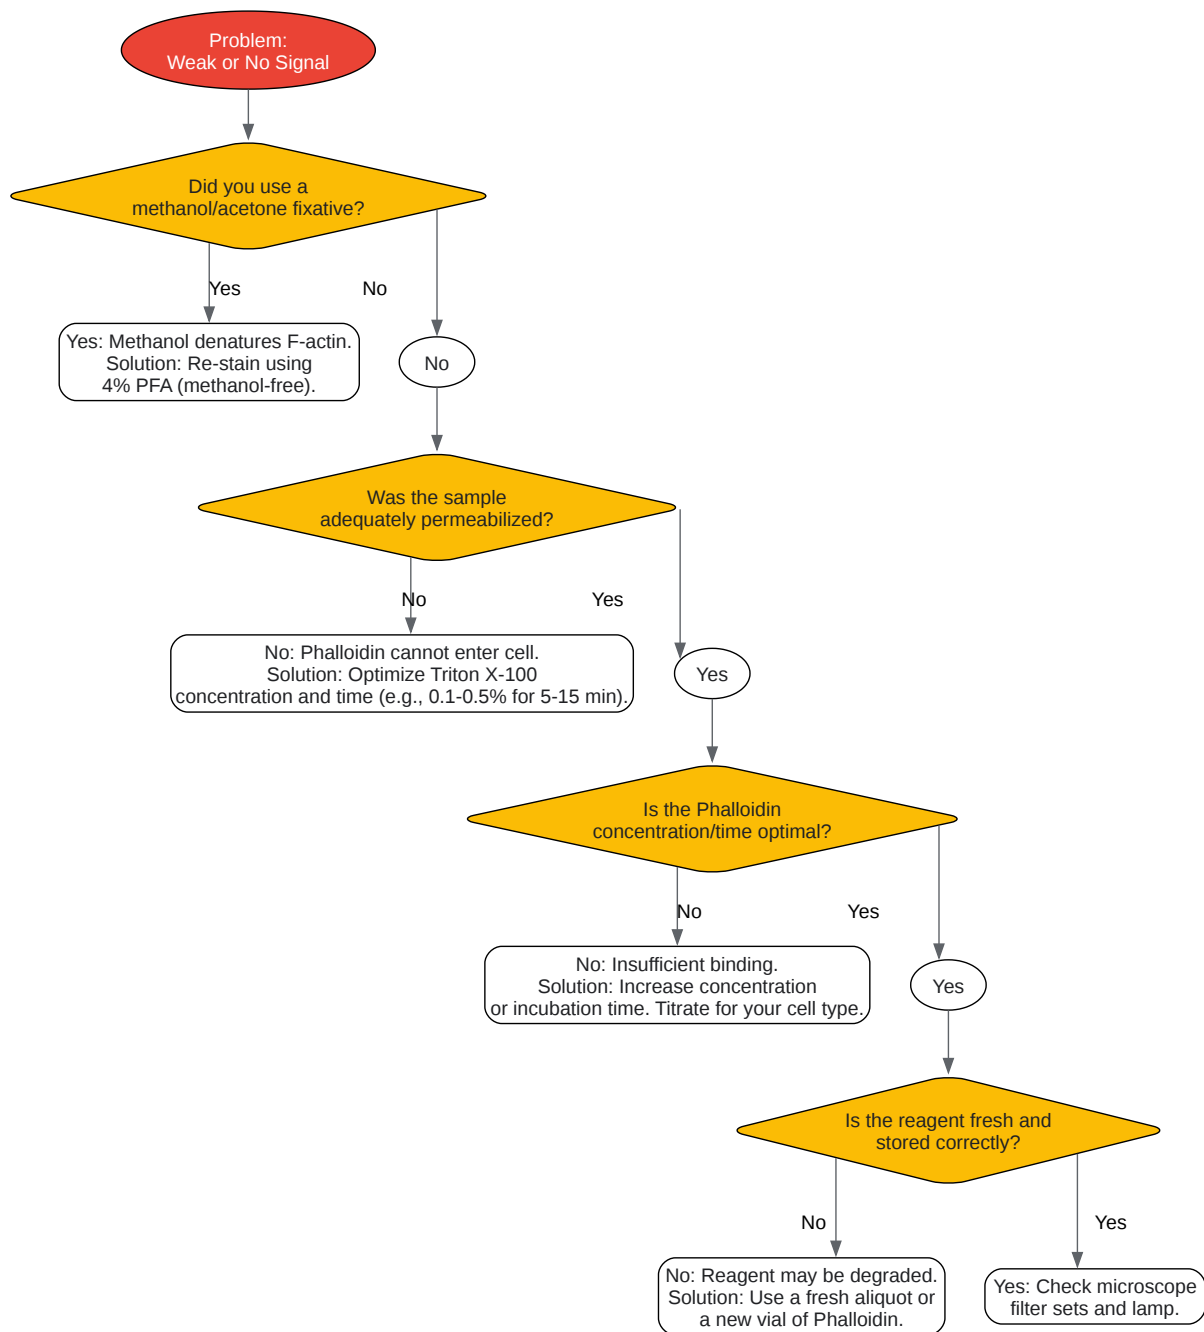 Problem:
Weak or No Signal
Did you use a
methanol/acetone fixative?
Yes
No
Yes: Methanol denatures F-actin.
Solution: Re-stain using
4% PFA (methanol-free).
No
Was the sample
adequately permeabilized?
No
Yes
No: Phalloidin cannot enter cell.
Solution: Optimize Triton X-100
concentration and time (e.g., 0.1-0.5% for 5-15 min).
Yes
Is the Phalloidin
concentration/time optimal?
No
Yes
No: Insufficient binding.
Solution: Increase concentration
or incubation time. Titrate for your cell type.
Yes
Is the reagent fresh and
stored correctly?
No
Yes
No: Reagent may be degraded.
Solution: Use a fresh aliquot or
a new vial of Phalloidin.
Yes: Check microscope
filter sets and lamp.